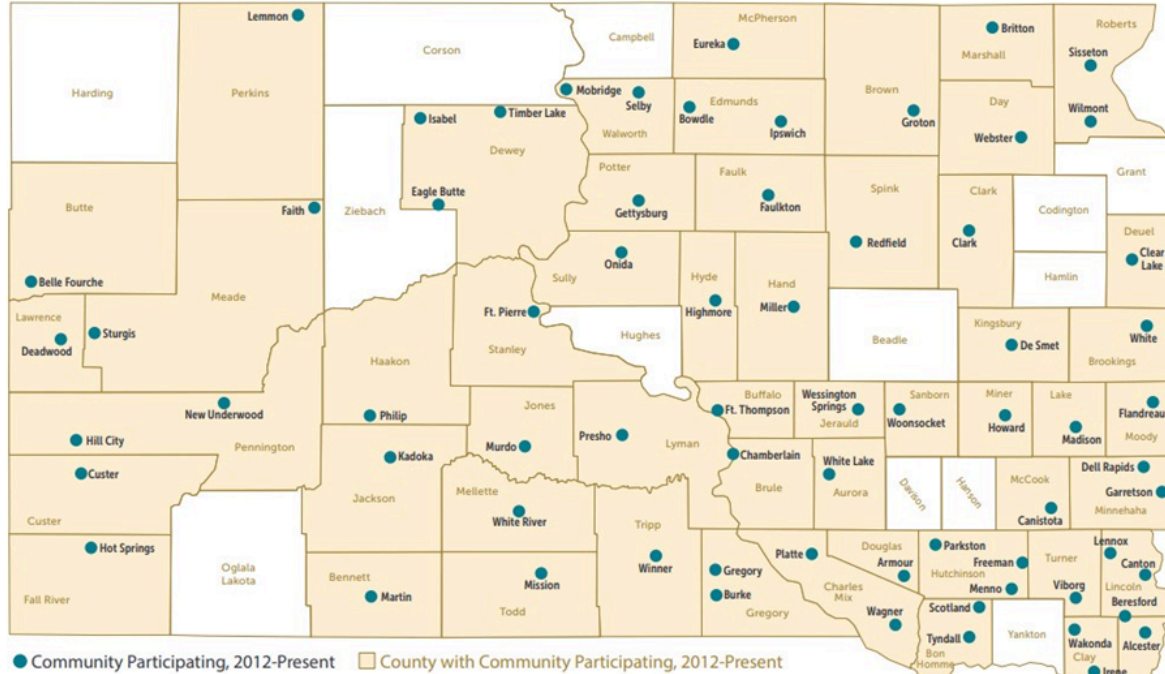 Lemmon
McPherson
Roberts
Corson
Campbell
Eureka
Britton
Marshall
Sisseton
Harding
Perkins
Mobridge
Selby
Brown
Edmunds
Day
Isabel
Timber Lake
Bowdle
Groton
Wilmont
Walworth
Ipswich
Webster
Dewey
Potter
Faulk
Grant
Butte
Eagle Butte
Spink
Clark
Faith
Ziebach
Gettysburg
Faulkton
Codington
Redfield
Clark
Deuel
Clear
Lake
Onida
Belle Fourche
Sully
Hyde
Hand
Hamlin
Meade
Highmore
Miller
Lawrence
Ft. Pierre
Sturgis
Hughes
Kingsbury
White
Deadwood
Stanley
Beadle
De Smet
Haakon
Brookings
New Underwood
Jones
Buffalo
Wessington
Springs
Sanborn
Miner
Lake
Philip
Ft. Thompson
Jerauld
Woonsocket
Howard
Flandreau
Hill City
Pennington
Murdo
Presho
Lyman
Madison
Moody
Kadoka
Chamberlain
White Lake
Dell Rapids
Custer
Davison
Hanson
McCook
Garretson
Jackson
Mellette
Brule
Aurora
Minnehaha
White River
Canistota
Custer
Tripp
Hot Springs
Platte
Douglas
Parkston
Lennox
Oglala
Lakota
Winner
Armour
Freeman
Turner
Canton
Bennett
Mission
Gregory
Hutchinson
Lincoln
Fall River
Martin
Burke
Charles
Mix
Menno
Viborg
Beresford
Todd
Gregory
Scotland
Wagner
Tyndall
Yankton
Wakonda
Alcester
Bon
Homme
Clay
Irene
Community Participating, 2012-Present
County with Community Participating, 2012-Present